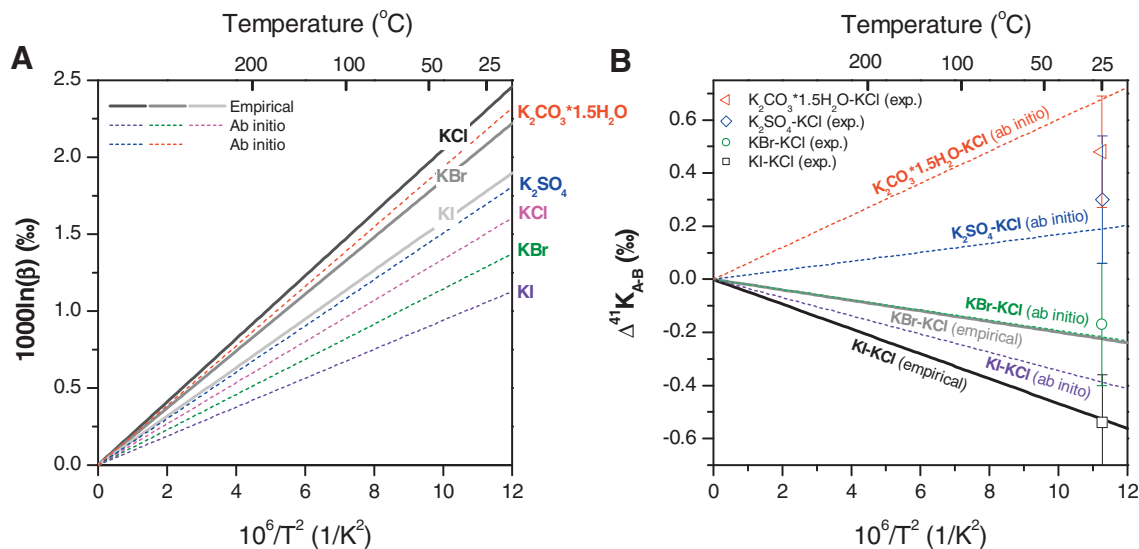 A
Temperature (°C)
200 100 50 25
2.5
2.0
1.5
1.0
0.5
0.0
1000ln(β) (‰)
Empirical
Ab initio
Ab initio
KCl
KBr
KI
K₂CO₃*1.5H₂O
K₂SO₄
KCl
KBr
KI
0 2 4 6 8 10 12
10⁶/T² (1/K²)
B
Temperature (°C)
200 100 50 25
0.6
0.4
0.2
0.0
-0.2
-0.4
-0.6
Δ⁴¹K_A-B (‰)
K₂CO₃*1.5H₂O-KCl (exp.)
K₂SO₄-KCl (exp.)
KBr-KCl (exp.)
KI-KCl (exp.)
K₂CO₃*1.5H₂O-KCl (ab initio)
K₂SO₄-KCl (ab initio)
KBr-KCl (ab initio)
KBr-KCl (empirical)
KI-KCl (ab initio)
KI-KCl (empirical)
0 2 4 6 8 10 12
10⁶/T² (1/K²)